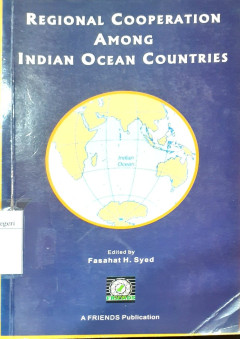 REGIONAL COOPERATION
AMONG
INDIAN OCEAN COUNTRIES
Indian
Ocean
Edited by
Fasahat H. Syed
A FRIENDS Publication